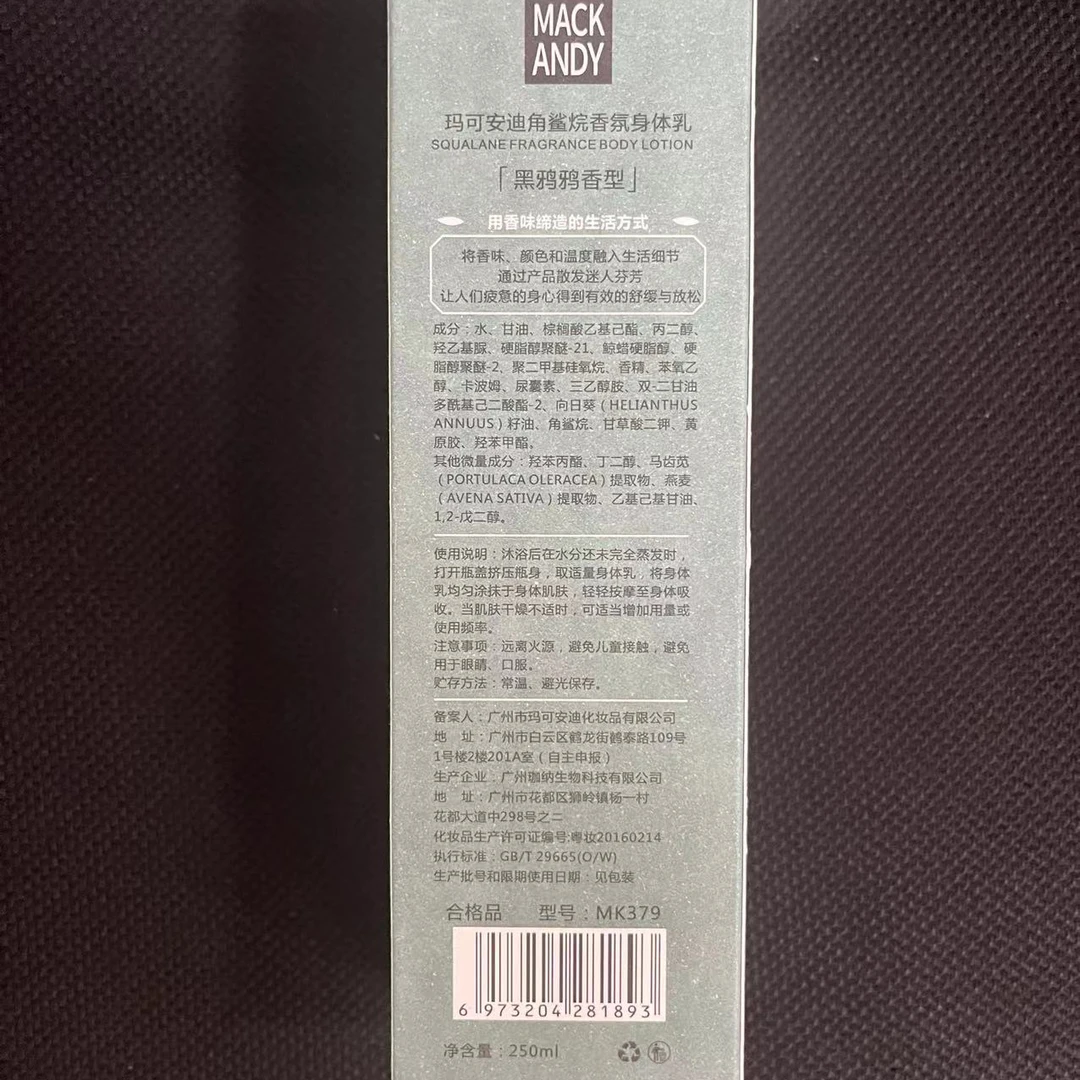 MACK
ANDY
玛可安迪角鲨烷香氛身体乳
SQUALANE FRAGRANCE BODY LOTION
「黑鸦鸦香型」
用香味缔造的生活方式
将香味、颜色和温度融入生活细节
通过产品散发迷人芬芳
让人们疲惫的身心得到有效的舒缓与放松
成分：水、甘油、棕榈酸乙基己酯、丙二醇、
羟乙基脲、硬脂醇聚醚-21、鲸蜡硬脂醇、硬
脂醇聚醚-2、聚二甲基硅氧烷、香精、苯氧乙
醇、卡波姆、尿囊素、三乙醇胺、双-二甘油
多酰基己二酸酯-2、向日葵（HELIANTHUS
ANNUUS）籽油、角鲨烷、甘草酸二钾、黄
原胶、羟苯甲酯。
其他微量成分：羟苯丙酯、丁二醇、马齿苋
（PORTULACA OLERACEA）提取物、燕麦
（AVENA SATIVA）提取物、乙基己基甘油、
1,2-戊二醇。
使用说明：沐浴后在水分还未完全蒸发时，
打开瓶盖挤压瓶身，取适量身体乳，将身体
乳均匀涂抹于身体肌肤，轻轻按摩至身体吸
收。当肌肤干燥不适时，可适当增加用量或
使用频率。
注意事项：远离火源，避免儿童接触，避免
用于眼睛、口服。
贮存方法：常温、避光保存。
备案人：广州市玛可安迪化妆品有限公司
地　址：广州市白云区鹤龙街鹤泰路109号
1号楼2楼201A室（自主申报）
生产企业：广州珈纳生物科技有限公司
地　址：广州市花都区狮岭镇杨一村
花都大道中298号之二
化妆品生产许可证编号:粤妆20160214
执行标准：GB/T 29665(O/W)
生产批号和限期使用日期：见包装
合格品　型号：MK379
6 973204 281893
净含量：250ml